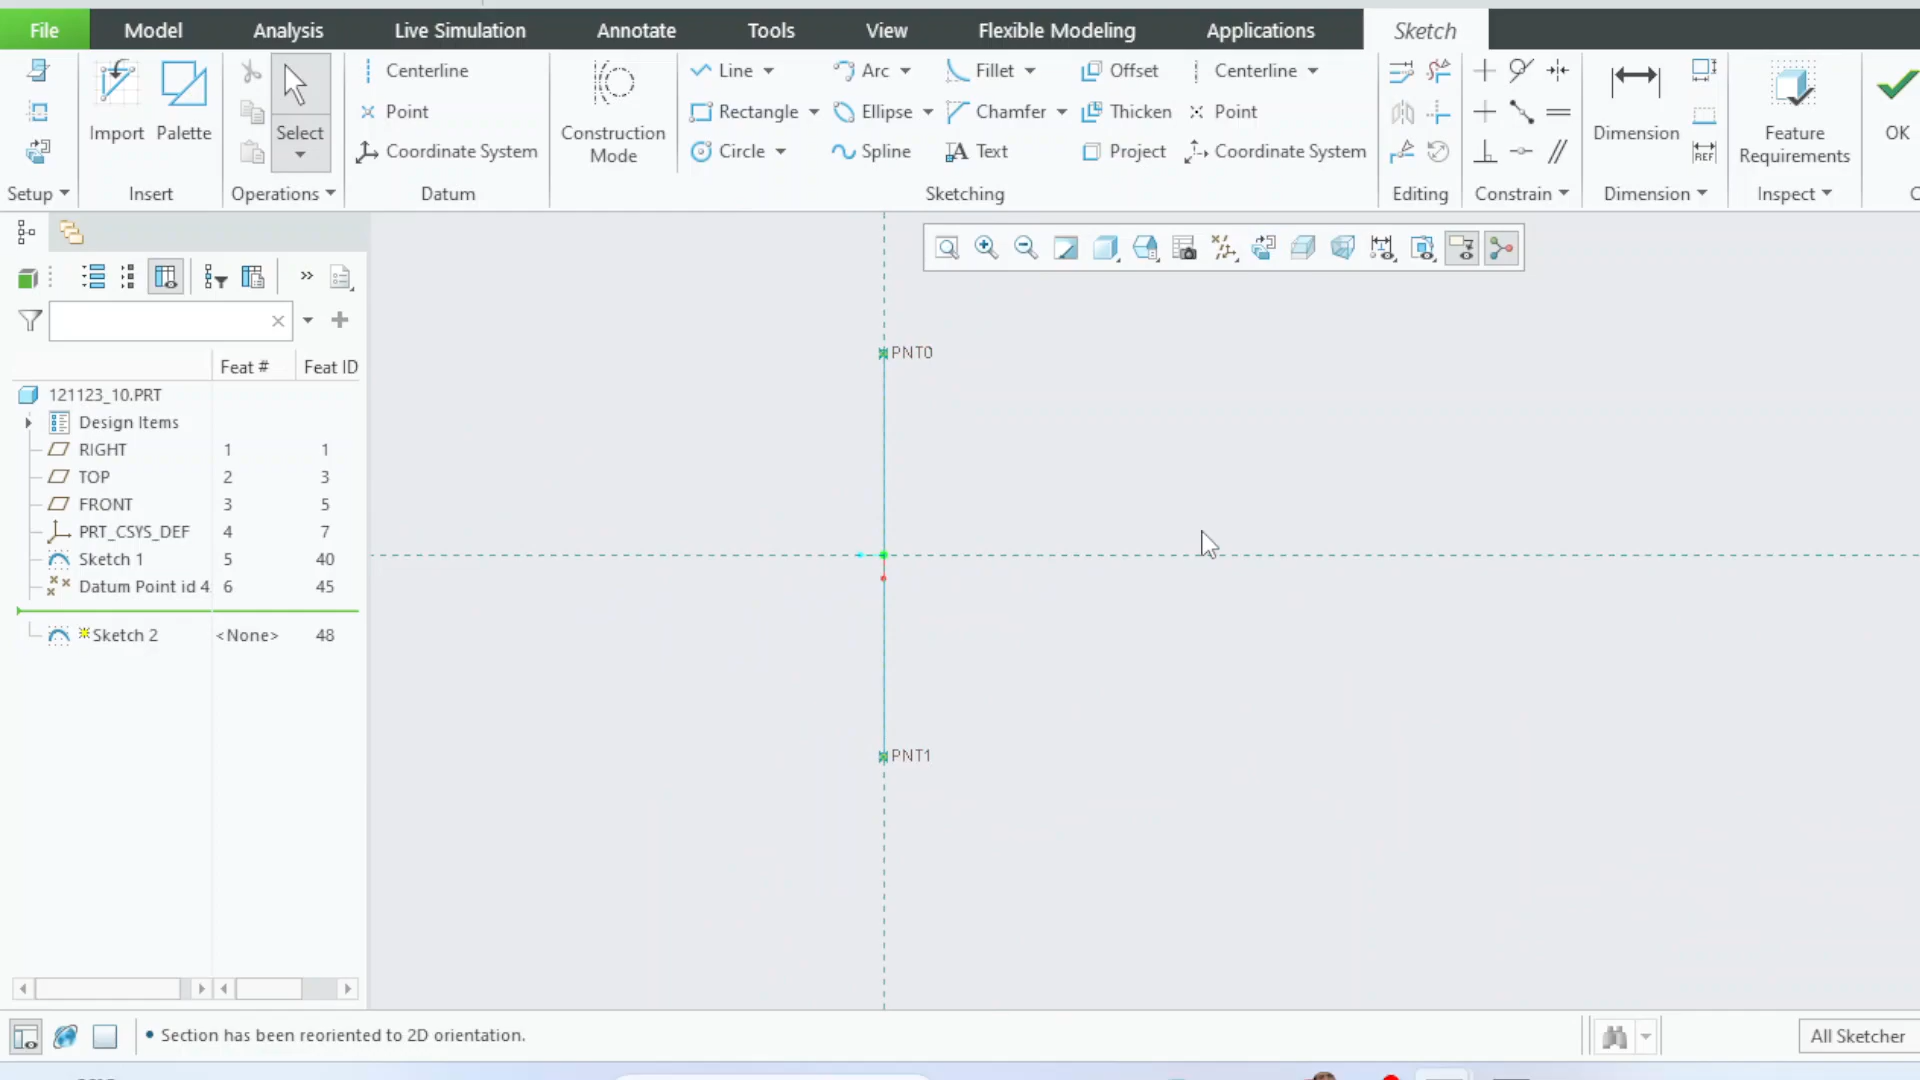 File Model Analysis Live Simulation Annotate Tools View Flexible Modeling Applications Sketch
Centerline Line Arc Fillet Offset Centerline
Point Rectangle Ellipse Chamfer Thicken Point
Import Palette Select Construction Mode Dimension Feature Requirements OK
Coordinate System Circle Spline Text Project Coordinate System REF
Setup Insert Operations Datum Sketching Editing Constrain Dimension Inspect
PNT0
Feat # Feat ID
121123_10.PRT
Design Items
RIGHT 1 1
TOP 2 3
FRONT 3 5
PRT_CSYS_DEF 4 7
Sketch 1 5 40
Datum Point id 4 6 45
Sketch 2 <None> 48
PNT1
• Section has been reoriented to 2D orientation.
All Sketcher